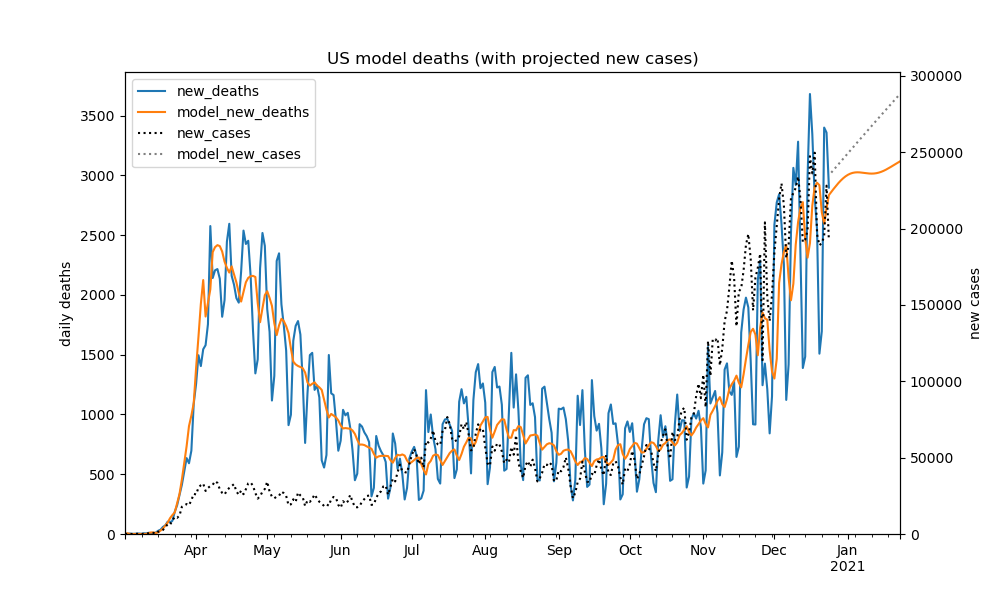 US model deaths (with projected new cases)
new_deaths
model_new_deaths
new_cases
model_new_cases
daily deaths
3500
3000
2500
2000
1500
1000
500
0
new cases
300000
250000
200000
150000
100000
50000
0
Apr May Jun Jul Aug Sep Oct Nov Dec Jan
2021